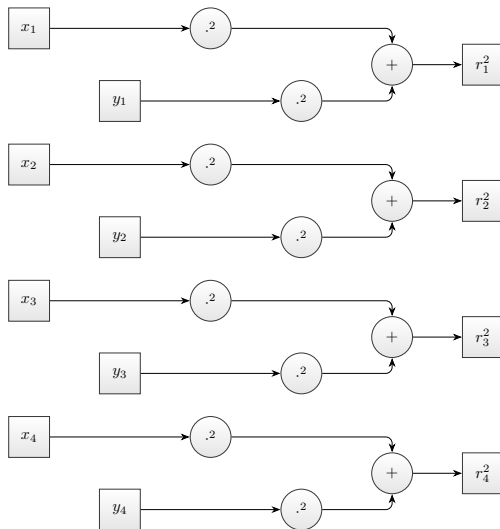 x₁ .²
+ r₁²
y₁ .²
x₂ .²
+ r₂²
y₂ .²
x₃ .²
+ r₃²
y₃ .²
x₄ .²
+ r₄²
y₄ .²